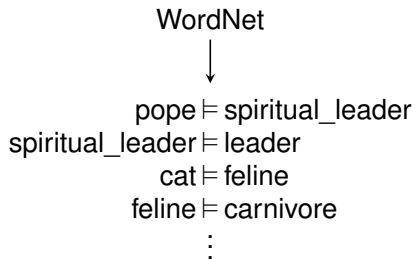 WordNet
pope ⊨ spiritual_leader
spiritual_leader ⊨ leader
cat ⊨ feline
feline ⊨ carnivore
⋮